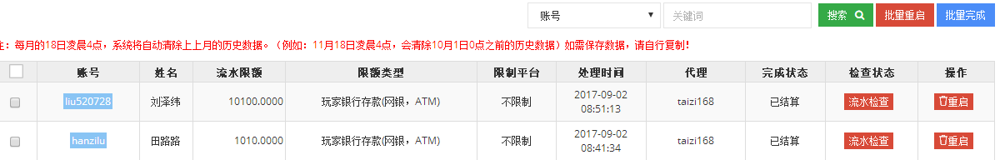 账号 关键词 搜索 批量重启 批量完成
注：每月的18日凌晨4点，系统将自动清除上上月的历史数据。（例如：11月18日凌晨4点，会清除10月1日0点之前的历史数据）如需保存数据，请自行复制！
账号 姓名 流水限额 限额类型 限制平台 处理时间 代理 完成状态 检查状态 操作
liu520728 刘泽纬 10100.0000 玩家银行存款(网银，ATM) 不限制 2017-09-02 08:51:13 taizi168 已结算 流水检查 重启
hanzilu 田路路 1010.0000 玩家银行存款(网银，ATM) 不限制 2017-09-02 08:41:34 taizi168 已结算 流水检查 重启